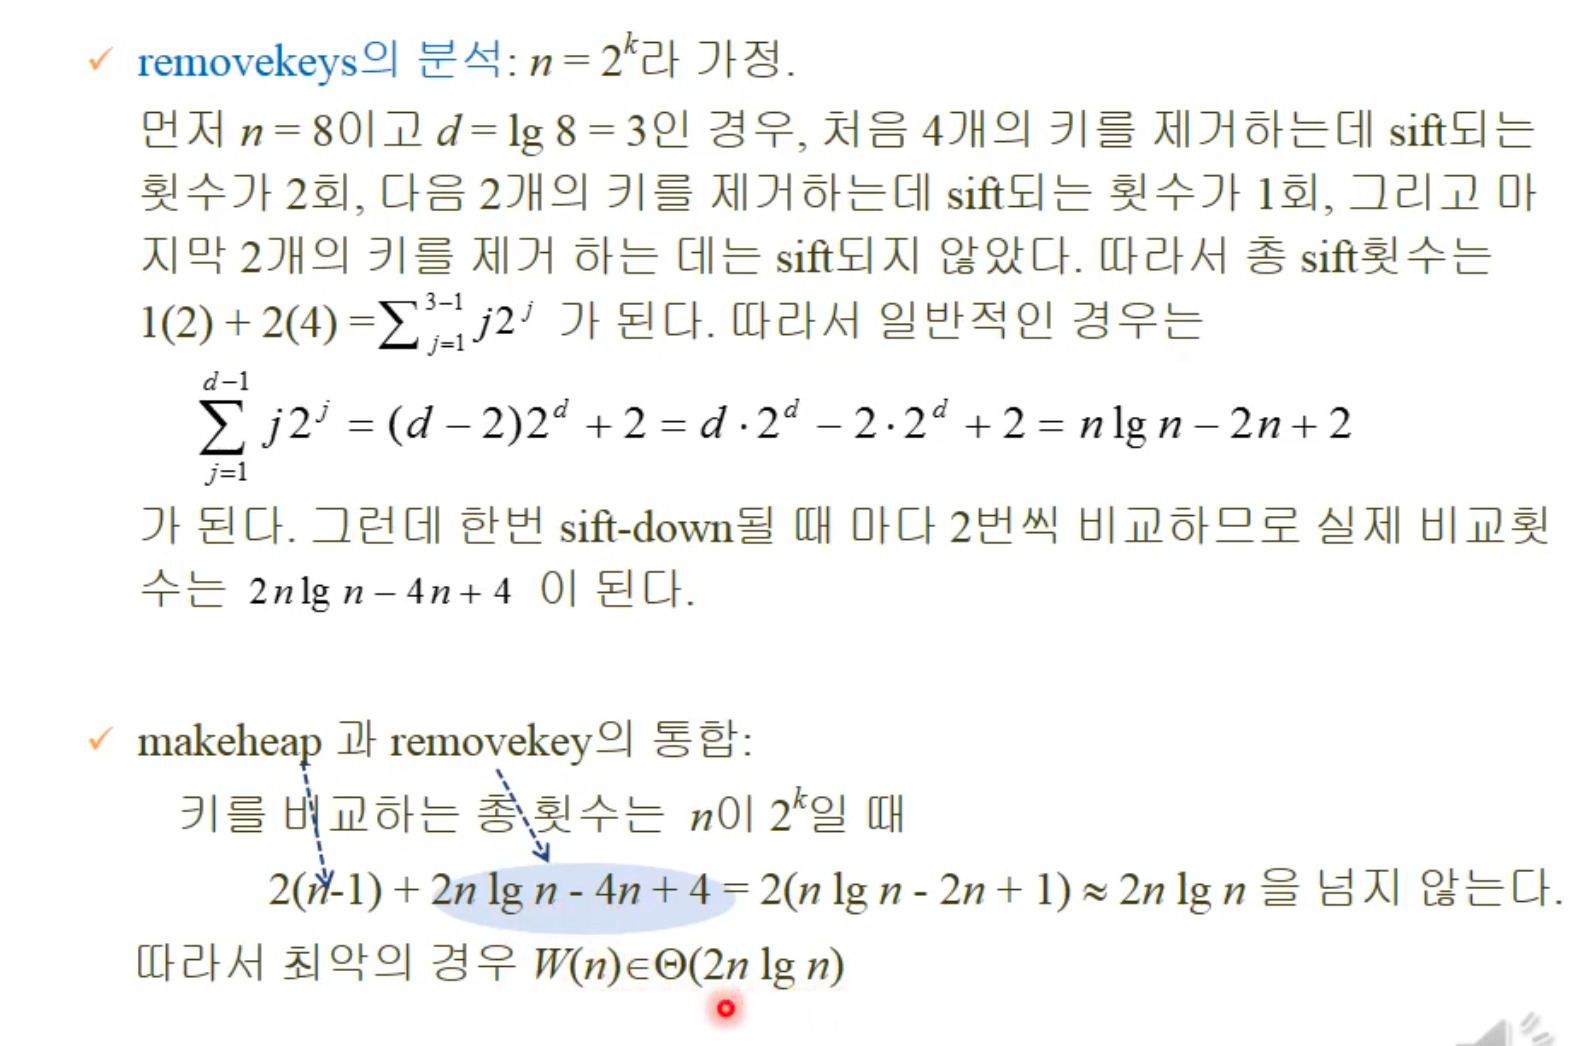 ✓ removekeys의 분석: n = 2^k라 가정.
먼저 n = 8이고 d = lg 8 = 3인 경우, 처음 4개의 키를 제거하는데 sift되는
횟수가 2회, 다음 2개의 키를 제거하는데 sift되는 횟수가 1회, 그리고 마
지막 2개의 키를 제거 하는 데는 sift되지 않았다. 따라서 총 sift횟수는
1(2) + 2(4) =∑_{j=1}^{3−1} j2^j 가 된다. 따라서 일반적인 경우는
∑_{j=1}^{d−1} j2^j = (d − 2)2^d + 2 = d · 2^d − 2 · 2^d + 2 = n lg n − 2n + 2
가 된다. 그런데 한번 sift-down될 때 마다 2번씩 비교하므로 실제 비교횟
수는 2n lg n − 4n + 4 이 된다.
✓ makeheap 과 removekey의 통합:
키를 비교하는 총 횟수는 n이 2^k일 때
2(n-1) + 2n lg n - 4n + 4 = 2(n lg n - 2n + 1) ≈ 2n lg n 을 넘지 않는다.
따라서 최악의 경우 W(n)∈Θ(2n lg n)